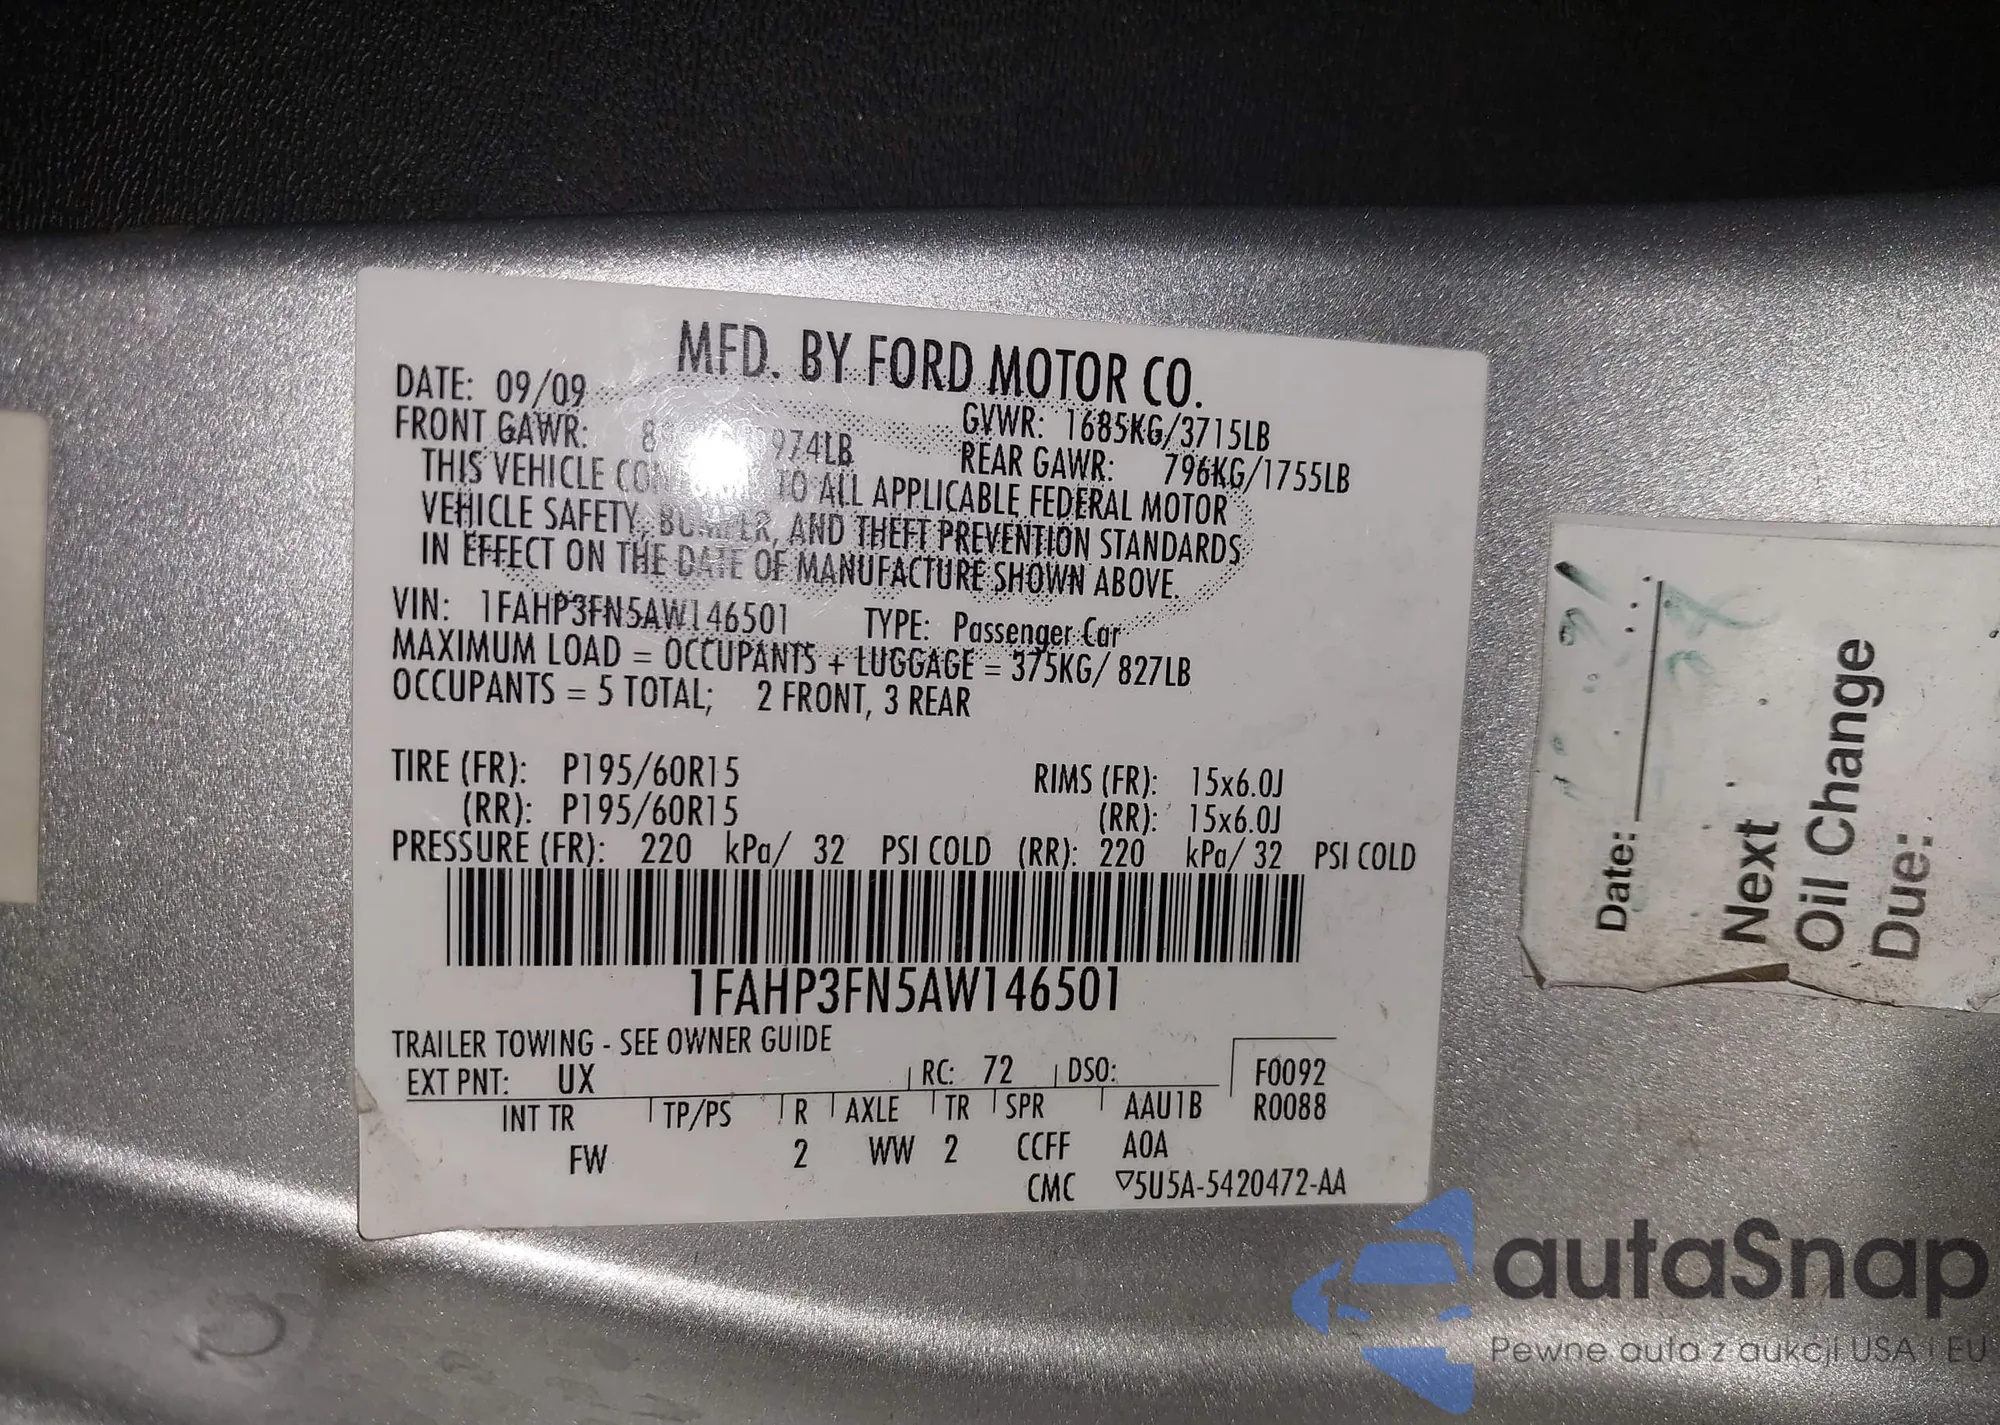 MFD. BY FORD MOTOR CO.
DATE: 09/09
GVWR: 1685KG/3715LB
FRONT GAWR: 974LB
REAR GAWR: 796KG/1755LB
THIS VEHICLE TO ALL APPLICABLE FEDERAL MOTOR
VEHICLE SAFETY, BUMPER, AND THEFT PREVENTION STANDARDS
IN EFFECT ON THE DATE OF MANUFACTURE SHOWN ABOVE.
VIN: 1FAHP3FN5AW146501 TYPE: Passenger Car
MAXIMUM LOAD = OCCUPANTS + LUGGAGE = 375KG/ 827LB
OCCUPANTS = 5 TOTAL; 2 FRONT, 3 REAR
TIRE (FR): P195/60R15 RIMS (FR): 15x6.0J
(RR): P195/60R15 (RR): 15x6.0J
PRESSURE (FR): 220 kPa/ 32 PSI COLD (RR): 220 kPa/ 32 PSI COLD
1FAHP3FN5AW146501
TRAILER TOWING - SEE OWNER GUIDE
EXT PNT: UX RC: 72 DSO: F0092
INT TR TP/PS R AXLE TR SPR AAU1B R0088
FW 2 WW 2 CCFF A0A
CMC ▽5U5A-5420472-AA
Date:
Next
Oil Change
Due:
autaSnap
Pewne auta z aukcji USA i EU